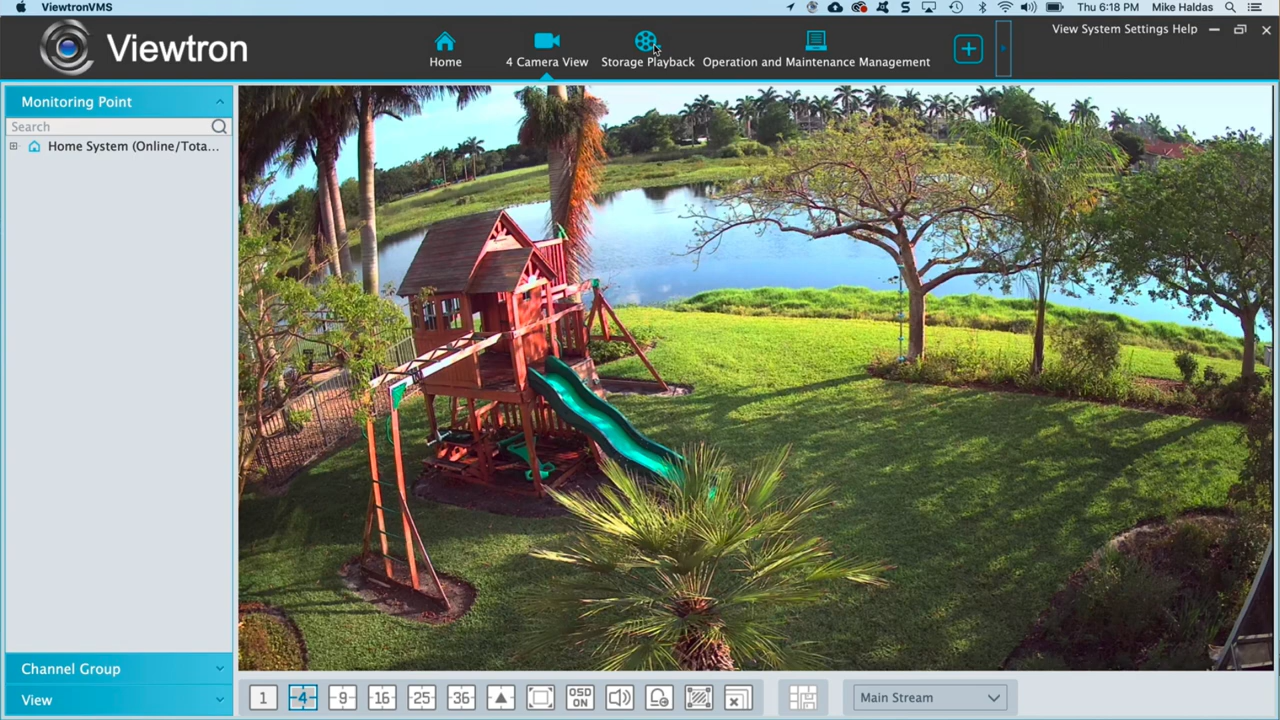 ViewtronVMS
Thu 6:18 PM Mike Haldas
Viewtron
Home
4 Camera View
Storage Playback
Operation and Maintenance Management
View System Settings Help
Monitoring Point
Search
Home System (Online/Tota...
Channel Group
View
1
4
9
16
25
36
OSD
ON
Main Stream